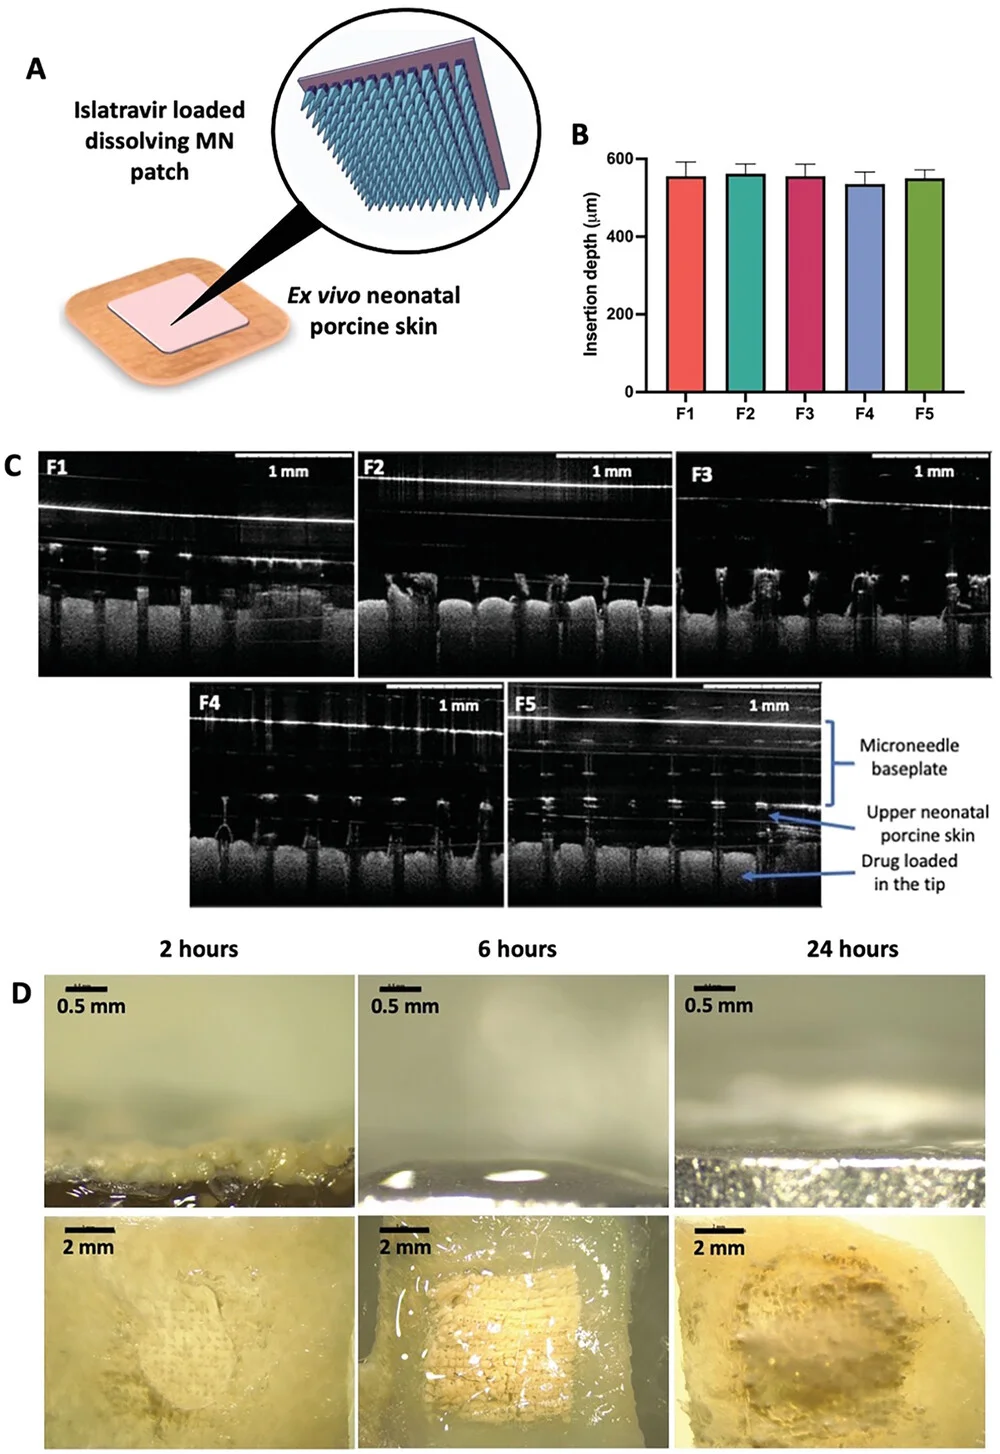 A
Islatravir loaded
dissolving MN
patch
Ex vivo neonatal
porcine skin
B
Insertion depth (μm)
600
400
200
0
F1
F2
F3
F4
F5
C
F1
1 mm
F2
1 mm
F3
1 mm
F4
1 mm
F5
1 mm
Microneedle
baseplate
Upper neonatal
porcine skin
Drug loaded
in the tip
2 hours
6 hours
24 hours
D
0.5 mm
0.5 mm
0.5 mm
2 mm
2 mm
2 mm